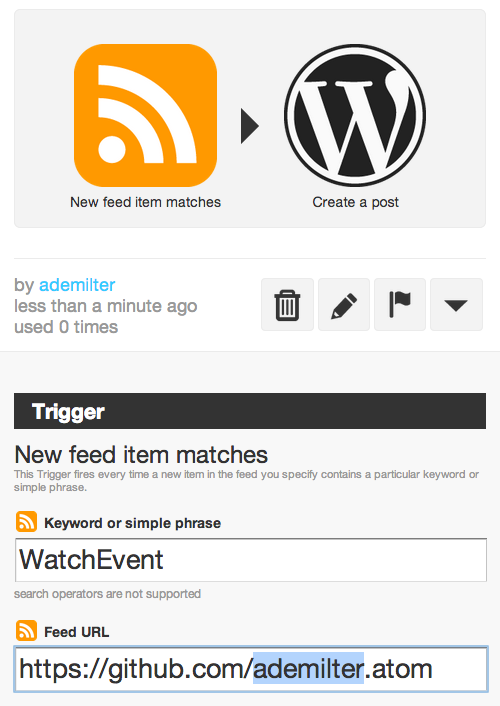 New feed item matches
Create a post
by ademilter
less than a minute ago
used 0 times
Trigger
New feed item matches
This Trigger fires every time a new item in the feed you specify contains a particular keyword or
simple phrase.
Keyword or simple phrase
WatchEvent
search operators are not supported
Feed URL
https://github.com/ademilter.atom